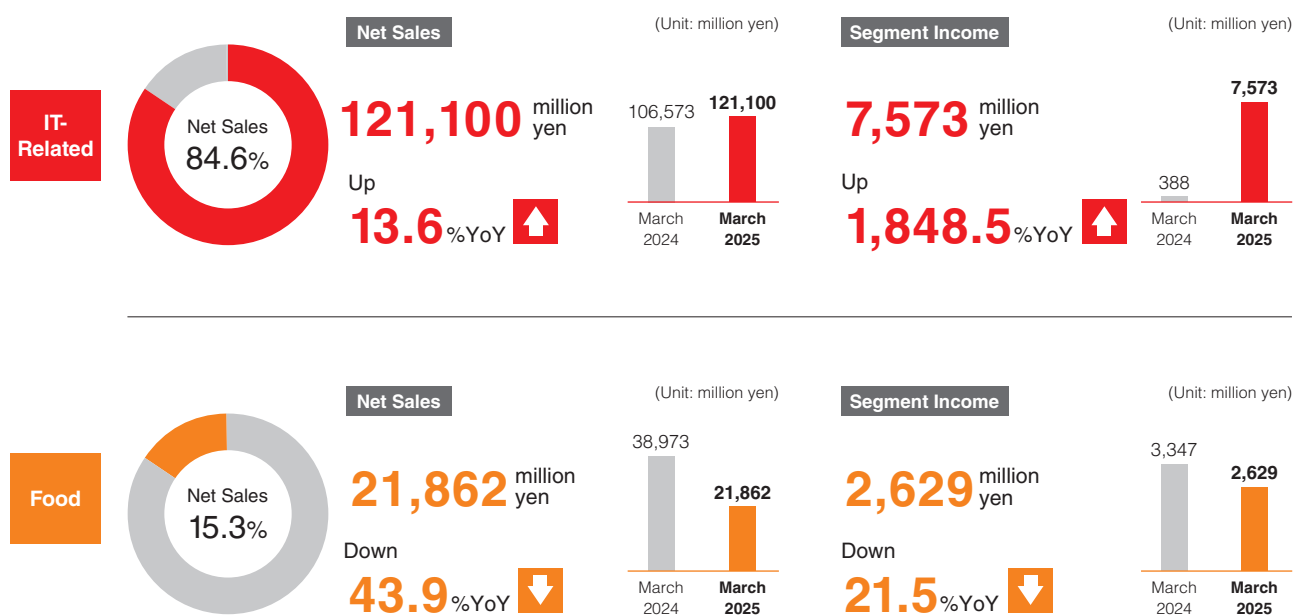 IT-
Related
Net Sales
84.6%
Net Sales
(Unit: million yen)
121,100 million
yen
Up
13.6%YoY
106,573
121,100
March
2024
March
2025
Segment Income
(Unit: million yen)
7,573 million
yen
Up
1,848.5%YoY
388
7,573
March
2024
March
2025
Food
Net Sales
15.3%
Net Sales
(Unit: million yen)
21,862 million
yen
Down
43.9%YoY
38,973
21,862
March
2024
March
2025
Segment Income
(Unit: million yen)
2,629 million
yen
Down
21.5%YoY
3,347
2,629
March
2024
March
2025